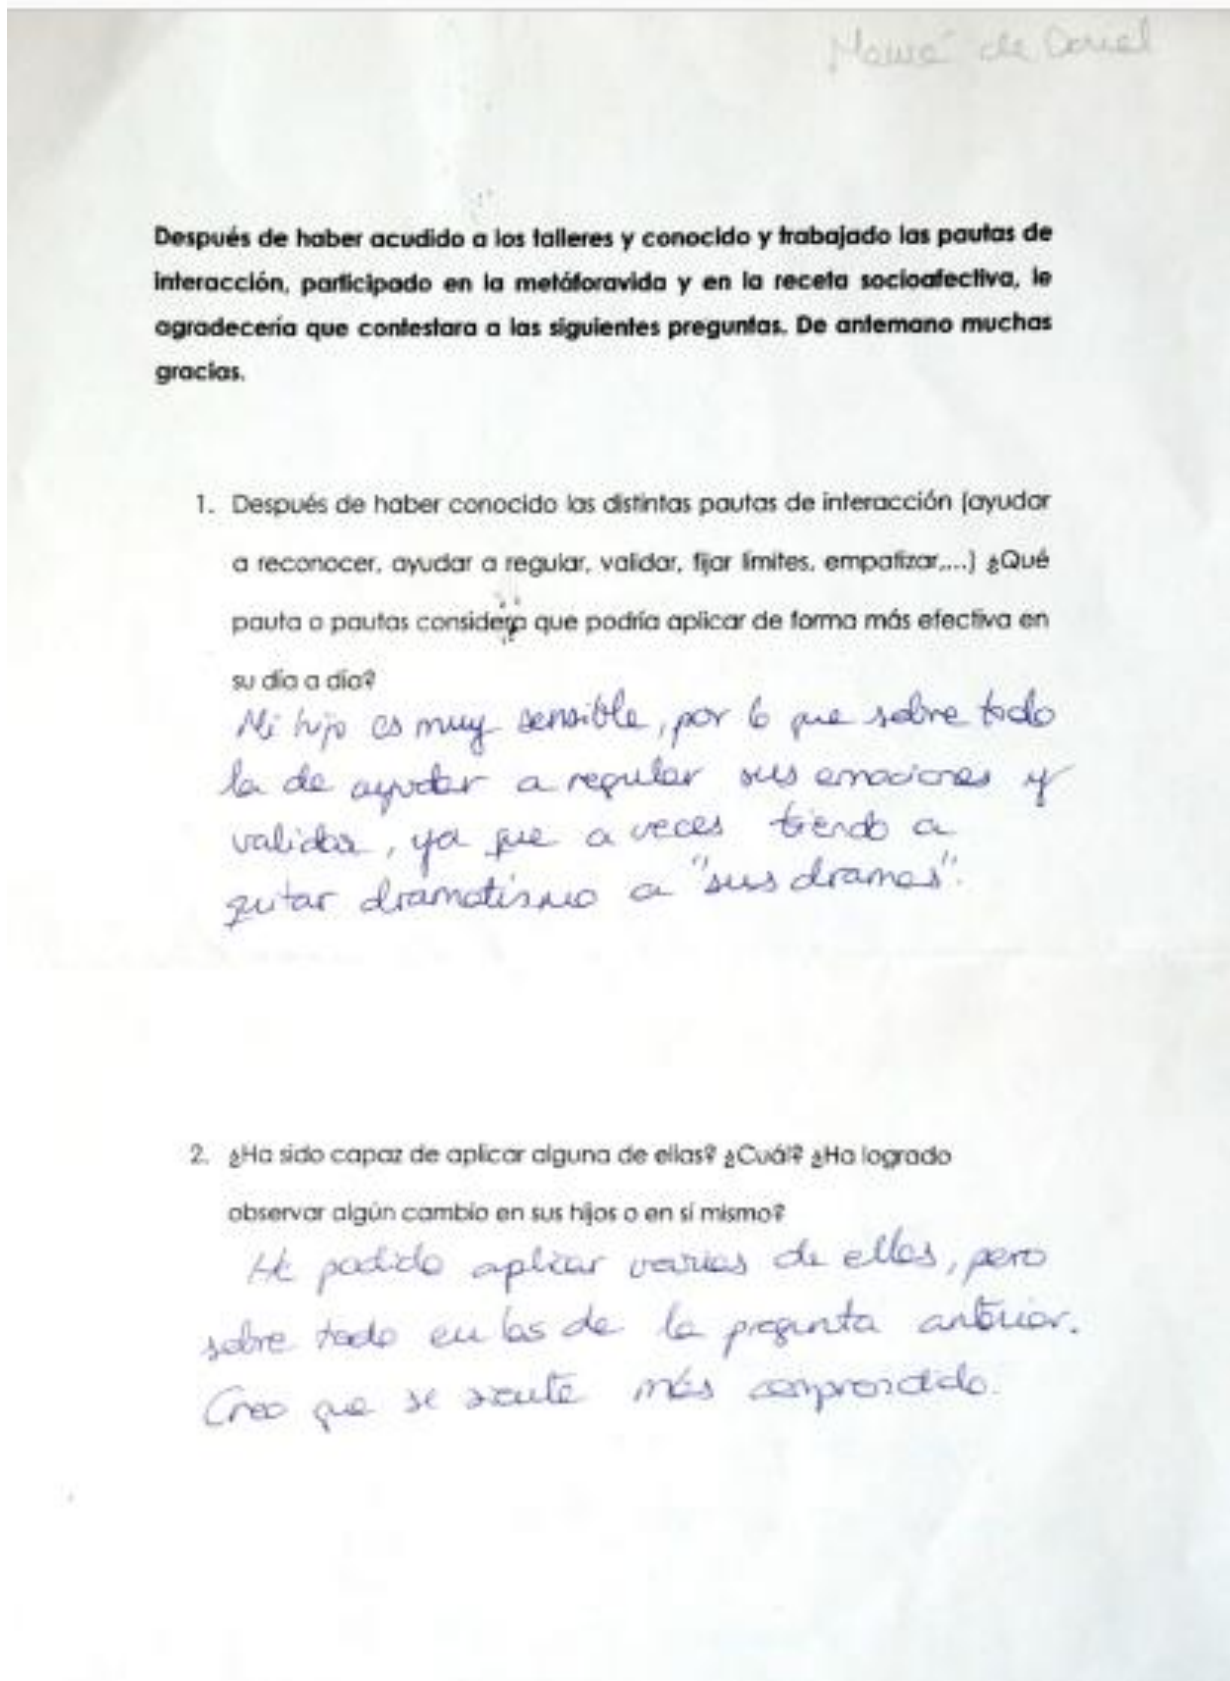 Mamá de Daniel
Después de haber acudido a los talleres y conocido y trabajado las pautas de
interacción, participado en la metáforavida y en la receta socioafectiva, le
agradecería que contestara a las siguientes preguntas. De antemano muchas
gracias.
1. Después de haber conocido las distintas pautas de interacción (ayudar
a reconocer, ayudar a regular, validar, fijar límites, empatizar,...) ¿Qué
pauta o pautas considera que podría aplicar de forma más efectiva en
su día a día?
Mi hijo es muy sensible, por lo que sobre todo
la de ayudar a regular sus emociones y
validar, ya que a veces tiendo a
quitar dramatismo a "sus dramas".
2. ¿Ha sido capaz de aplicar alguna de ellas? ¿Cuál? ¿Ha logrado
observar algún cambio en sus hijos o en sí mismo?
He podido aplicar varias de ellas, pero
sobre todo en las de la pregunta anterior.
Creo que se siente más comprendido.